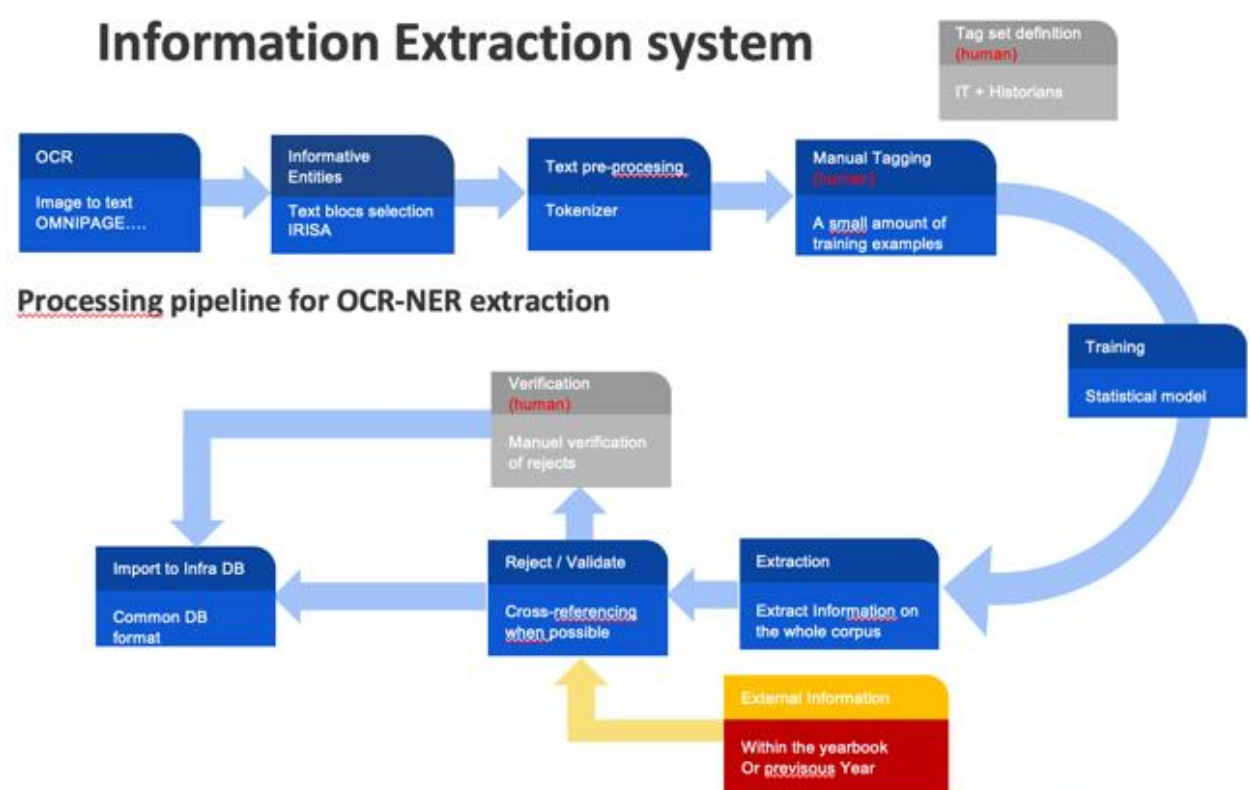 Information Extraction system
Tag set definition
(human)
IT + Historians
OCR
Image to text
OMNIPAGE....
Informative
Entities
Text blocs selection
IRISA
Text pre-procesing
Tokenizer
Manual Tagging
(human)
A small amount of
training examples
Processing pipeline for OCR-NER extraction
Training
Statistical model
Verification
(human)
Manuel verification
of rejects
Import to Infra DB
Common DB
format
Reject / Validate
Cross-referencing
when possible
Extraction
Extract Information on
the whole corpus
External Information
Within the yearbook
Or previsous Year